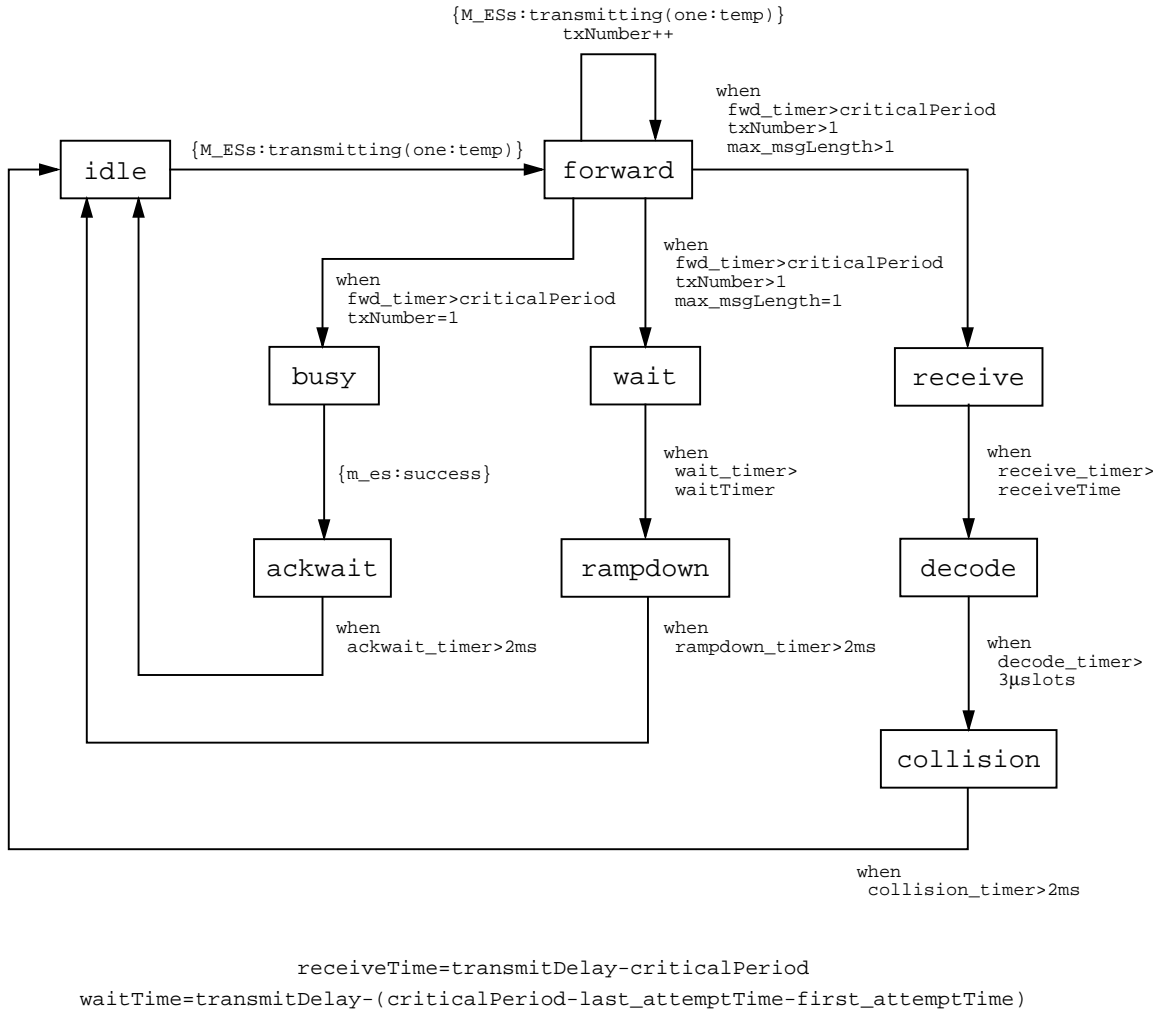 {M_ESs:transmitting(one:temp)}
txNumber++
when
fwd_timer>criticalPeriod
txNumber>1
max_msgLength>1
idle
{M_ESs:transmitting(one:temp)}
forward
when
fwd_timer>criticalPeriod
txNumber=1
when
fwd_timer>criticalPeriod
txNumber>1
max_msgLength=1
busy
wait
receive
{m_es:success}
when
wait_timer>
waitTimer
when
receive_timer>
receiveTime
ackwait
rampdown
decode
when
ackwait_timer>2ms
when
rampdown_timer>2ms
when
decode_timer>
3μslots
collision
when
collision_timer>2ms
receiveTime=transmitDelay-criticalPeriod
waitTime=transmitDelay-(criticalPeriod-last_attemptTime-first_attemptTime)